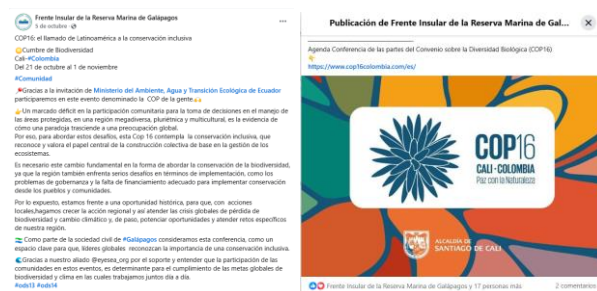 Frente Insular de la Reserva Marina de Galápagos
5 de octubre
COP16: el llamado de Latinoamérica a la conservación inclusiva
Cumbre de Biodiversidad
Cali-#Colombia
Del 21 de octubre al 1 de noviembre
#Comunidad
Gracias a la invitación de Ministerio del Ambiente, Agua y Transición Ecológica de Ecuador
participaremos en este evento denominado la COP de la gente
Un marcado déficit en la participación comunitaria para la toma de decisiones en el manejo de
las áreas protegidas, en una región megadiversa, pluriétnica y multicultural, es la evidencia de
cómo una paradoja trasciende a una preocupación global.
Por eso, para abordar estos desafíos, esta Cop 16 contempla la conservación inclusiva, que
reconoce y valora el papel central de la construcción colectiva de base en la gestión de los
ecosistemas.
Es necesario este cambio fundamental en la forma de abordar la conservación de la biodiversidad,
ya que la región también enfrenta serios desafíos en términos de implementación, como los
problemas de gobernanza y la falta de financiamiento adecuado para implementar conservación
desde los pueblos y comunidades.
Por lo expuesto, estamos frente a una oportunidad histórica, para que, con acciones
locales,hagamos crecer la acción regional y así atender las crisis globales de pérdida de
biodiversidad y cambio climático y, de paso, potenciar oportunidades y atender retos específicos
de nuestra región.
Como parte de la sociedad civil de #Galápagos consideramos esta conferencia, como un
espacio clave para que, líderes globales reconozcan la importancia de una conservación inclusiva.
Gracias a nuestro aliado @eyesea_org por el soporte y entender que la participación de las
comunidades en estos eventos, es determinante para el cumplimiento de las metas globales de
biodiversidad y clima en las cuales trabajamos juntos día a día.
#ods13 #ods14
Publicación de Frente Insular de la Reserva Marina de Gal...
Agenda Conferencia de las partes del Convenio sobre la Diversidad Biológica (COP16)
https://www.cop16colombia.com/es/
COP16
CALI - COLOMBIA
Paz con la Naturaleza
ALCALDÍA DE
SANTIAGO DE CALI
Frente Insular de la Reserva Marina de Galápagos y 17 personas más
2 comentarios